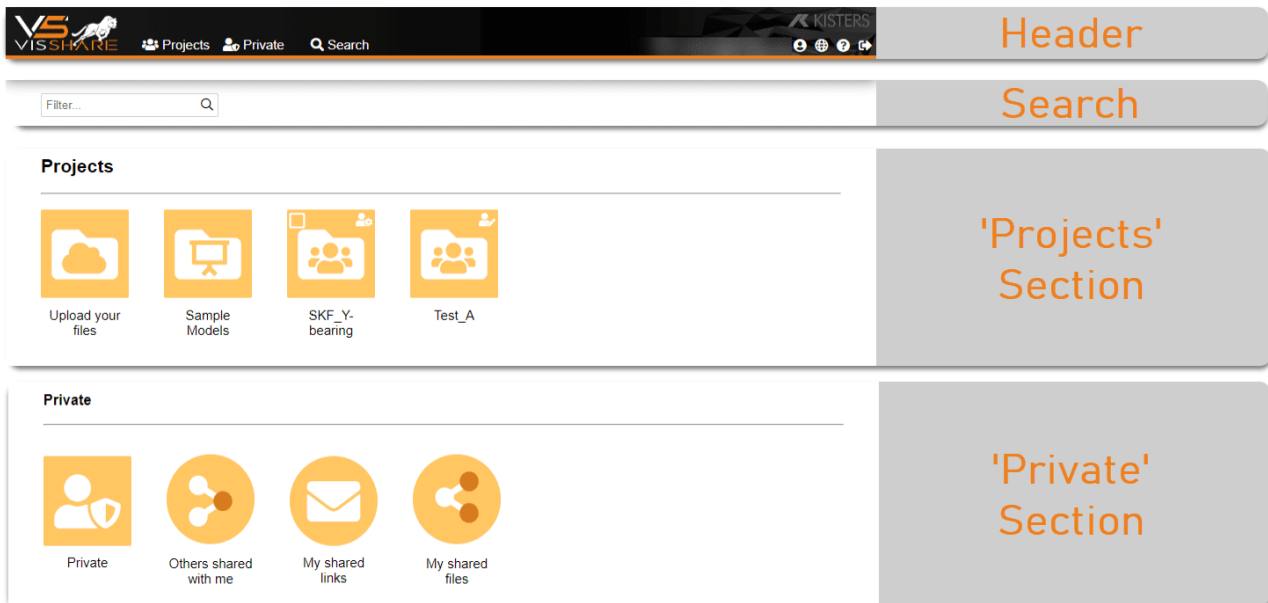 VS
VISSHARE
Projects
Private
Search
KISTERS
Header
Filter...
Search
Projects
Upload your
files
Sample
Models
SKF_Y-
bearing
Test_A
'Projects'
Section
Private
Private
Others shared
with me
My shared
links
My shared
files
'Private'
Section